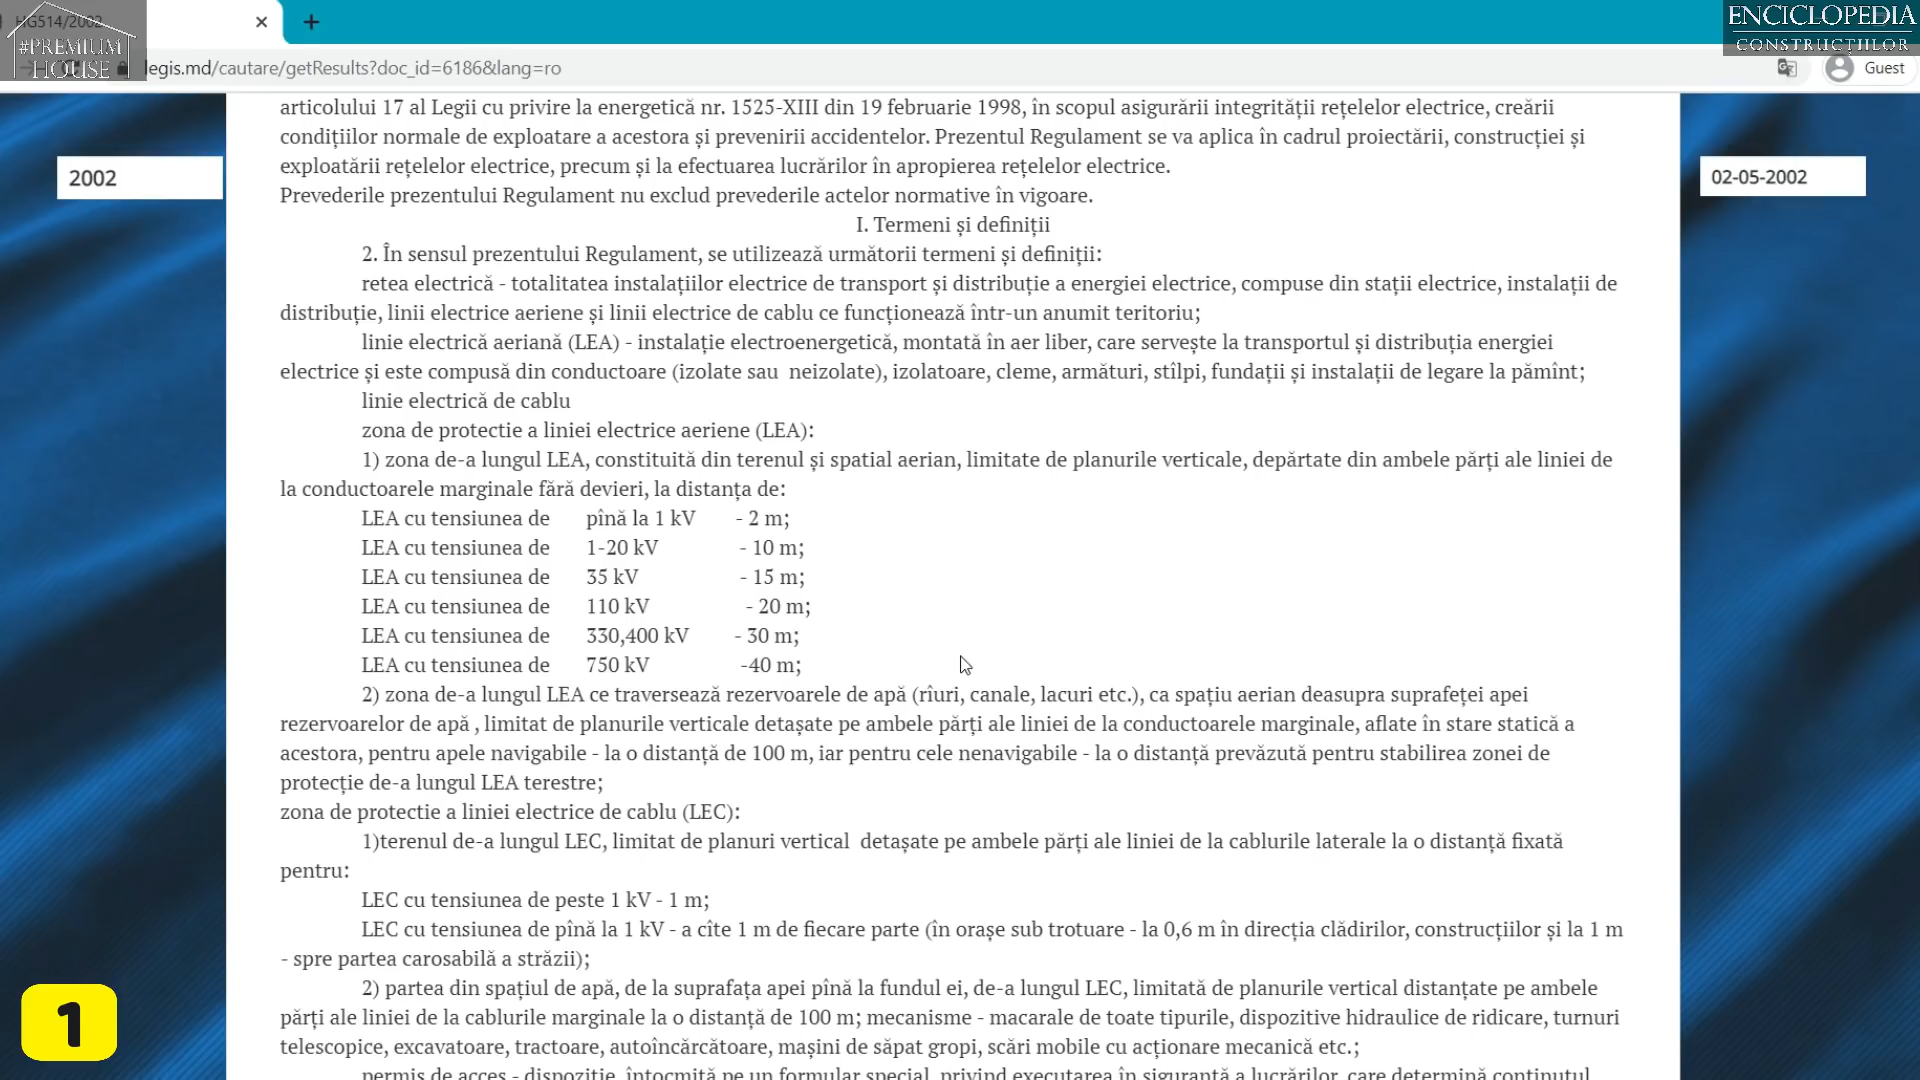 HG514/2002
#PREMIUM
HOUSE
ENCICLOPEDIA
CONSTRUCȚIILOR
legis.md/cautare/getResults?doc_id=6186&lang=ro
Guest
2002
02-05-2002
articolului 17 al Legii cu privire la energetică nr. 1525-XIII din 19 februarie 1998, în scopul asigurării integrității rețelelor electrice, creării
condițiilor normale de exploatare a acestora și prevenirii accidentelor. Prezentul Regulament se va aplica în cadrul proiectării, construcției și
exploatării rețelelor electrice, precum și la efectuarea lucrărilor în apropierea rețelelor electrice.
Prevederile prezentului Regulament nu exclud prevederile actelor normative în vigoare.
I. Termeni și definiții
2. În sensul prezentului Regulament, se utilizează următorii termeni și definiții:
retea electrică - totalitatea instalațiilor electrice de transport și distribuție a energiei electrice, compuse din stații electrice, instalații de
distribuție, linii electrice aeriene și linii electrice de cablu ce funcționează într-un anumit teritoriu;
linie electrică aeriană (LEA) - instalație electroenergetică, montată în aer liber, care servește la transportul și distribuția energiei
electrice și este compusă din conductoare (izolate sau neizolate), izolatoare, cleme, armături, stîlpi, fundații și instalații de legare la pămînt;
linie electrică de cablu
zona de protectie a liniei electrice aeriene (LEA):
1) zona de-a lungul LEA, constituită din terenul și spatial aerian, limitate de planurile verticale, depărtate din ambele părți ale liniei de
la conductoarele marginale fără devieri, la distanța de:
LEA cu tensiunea de pînă la 1 kV - 2 m;
LEA cu tensiunea de 1-20 kV - 10 m;
LEA cu tensiunea de 35 kV - 15 m;
LEA cu tensiunea de 110 kV - 20 m;
LEA cu tensiunea de 330,400 kV - 30 m;
LEA cu tensiunea de 750 kV -40 m;
2) zona de-a lungul LEA ce traversează rezervoarele de apă (rîuri, canale, lacuri etc.), ca spațiu aerian deasupra suprafeței apei
rezervoarelor de apă , limitat de planurile verticale detașate pe ambele părți ale liniei de la conductoarele marginale, aflate în stare statică a
acestora, pentru apele navigabile - la o distanță de 100 m, iar pentru cele nenavigabile - la o distanță prevăzută pentru stabilirea zonei de
protecție de-a lungul LEA terestre;
zona de protectie a liniei electrice de cablu (LEC):
1)terenul de-a lungul LEC, limitat de planuri vertical detașate pe ambele părți ale liniei de la cablurile laterale la o distanță fixată
pentru:
LEC cu tensiunea de peste 1 kV - 1 m;
LEC cu tensiunea de pînă la 1 kV - a cîte 1 m de fiecare parte (în orașe sub trotuare - la 0,6 m în direcția clădirilor, construcțiilor și la 1 m
- spre partea carosabilă a străzii);
2) partea din spațiul de apă, de la suprafața apei pînă la fundul ei, de-a lungul LEC, limitată de planurile vertical distanțate pe ambele
părți ale liniei de la cablurile marginale la o distanță de 100 m; mecanisme - macarale de toate tipurile, dispozitive hidraulice de ridicare, turnuri
telescopice, excavatoare, tractoare, autoîncărcătoare, mașini de săpat gropi, scări mobile cu acționare mecanică etc.;
permis de acces - dispoziție, întocmită pe un formular special, privind executarea în siguranță a lucrărilor, care determină conținutul
1